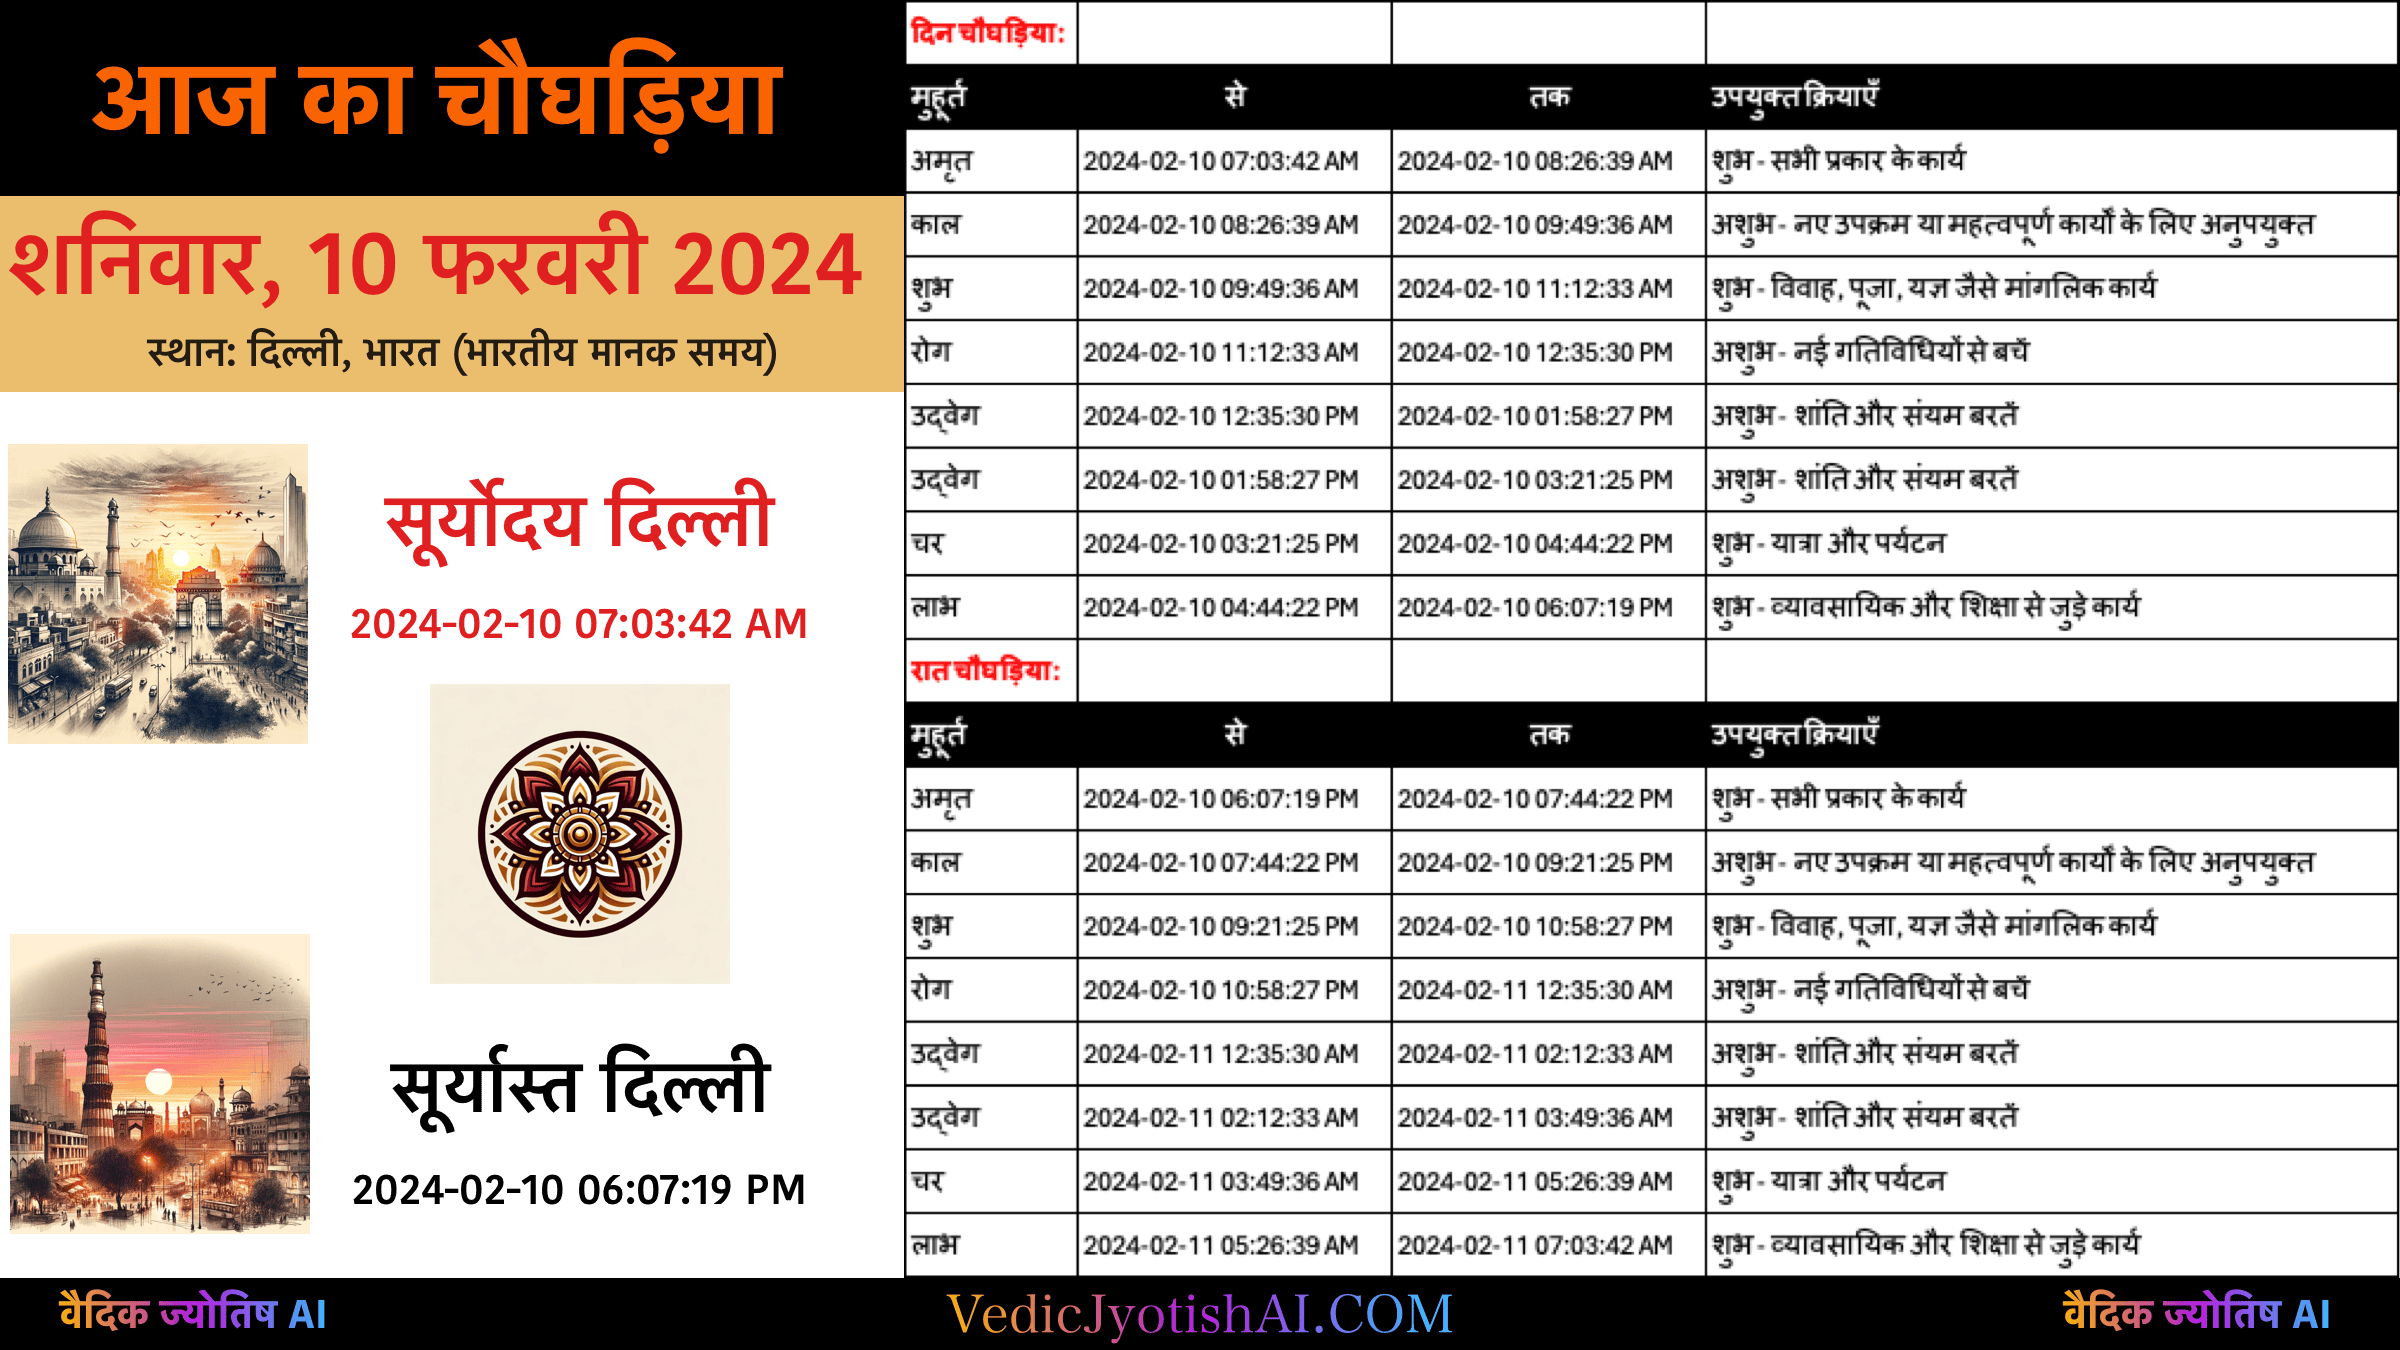 आज का चौघड़िया
शनिवार, 10 फरवरी 2024
स्थान: दिल्ली, भारत (भारतीय मानक समय)
सूर्योदय दिल्ली
2024-02-10 07:03:42 AM
सूर्यास्त दिल्ली
2024-02-10 06:07:19 PM
दिन चौघड़िया:
मुहूर्त से तक उपयुक्त क्रियाएँ
अमृत 2024-02-10 07:03:42 AM 2024-02-10 08:26:39 AM शुभ - सभी प्रकार के कार्य
काल 2024-02-10 08:26:39 AM 2024-02-10 09:49:36 AM अशुभ - नए उपक्रम या महत्वपूर्ण कार्यों के लिए अनुपयुक्त
शुभ 2024-02-10 09:49:36 AM 2024-02-10 11:12:33 AM शुभ - विवाह, पूजा, यज्ञ जैसे मांगलिक कार्य
रोग 2024-02-10 11:12:33 AM 2024-02-10 12:35:30 PM अशुभ - नई गतिविधियों से बचें
उद्वेग 2024-02-10 12:35:30 PM 2024-02-10 01:58:27 PM अशुभ - शांति और संयम बरतें
उद्वेग 2024-02-10 01:58:27 PM 2024-02-10 03:21:25 PM अशुभ - शांति और संयम बरतें
चर 2024-02-10 03:21:25 PM 2024-02-10 04:44:22 PM शुभ - यात्रा और पर्यटन
लाभ 2024-02-10 04:44:22 PM 2024-02-10 06:07:19 PM शुभ - व्यावसायिक और शिक्षा से जुड़े कार्य
रात चौघड़िया:
मुहूर्त से तक उपयुक्त क्रियाएँ
अमृत 2024-02-10 06:07:19 PM 2024-02-10 07:44:22 PM शुभ - सभी प्रकार के कार्य
काल 2024-02-10 07:44:22 PM 2024-02-10 09:21:25 PM अशुभ - नए उपक्रम या महत्वपूर्ण कार्यों के लिए अनुपयुक्त
शुभ 2024-02-10 09:21:25 PM 2024-02-10 10:58:27 PM शुभ - विवाह, पूजा, यज्ञ जैसे मांगलिक कार्य
रोग 2024-02-10 10:58:27 PM 2024-02-11 12:35:30 AM अशुभ - नई गतिविधियों से बचें
उद्वेग 2024-02-11 12:35:30 AM 2024-02-11 02:12:33 AM अशुभ - शांति और संयम बरतें
उद्वेग 2024-02-11 02:12:33 AM 2024-02-11 03:49:36 AM अशुभ - शांति और संयम बरतें
चर 2024-02-11 03:49:36 AM 2024-02-11 05:26:39 AM शुभ - यात्रा और पर्यटन
लाभ 2024-02-11 05:26:39 AM 2024-02-11 07:03:42 AM शुभ - व्यावसायिक और शिक्षा से जुड़े कार्य
वैदिक ज्योतिष AI VedicJyotishAI.COM वैदिक ज्योतिष AI